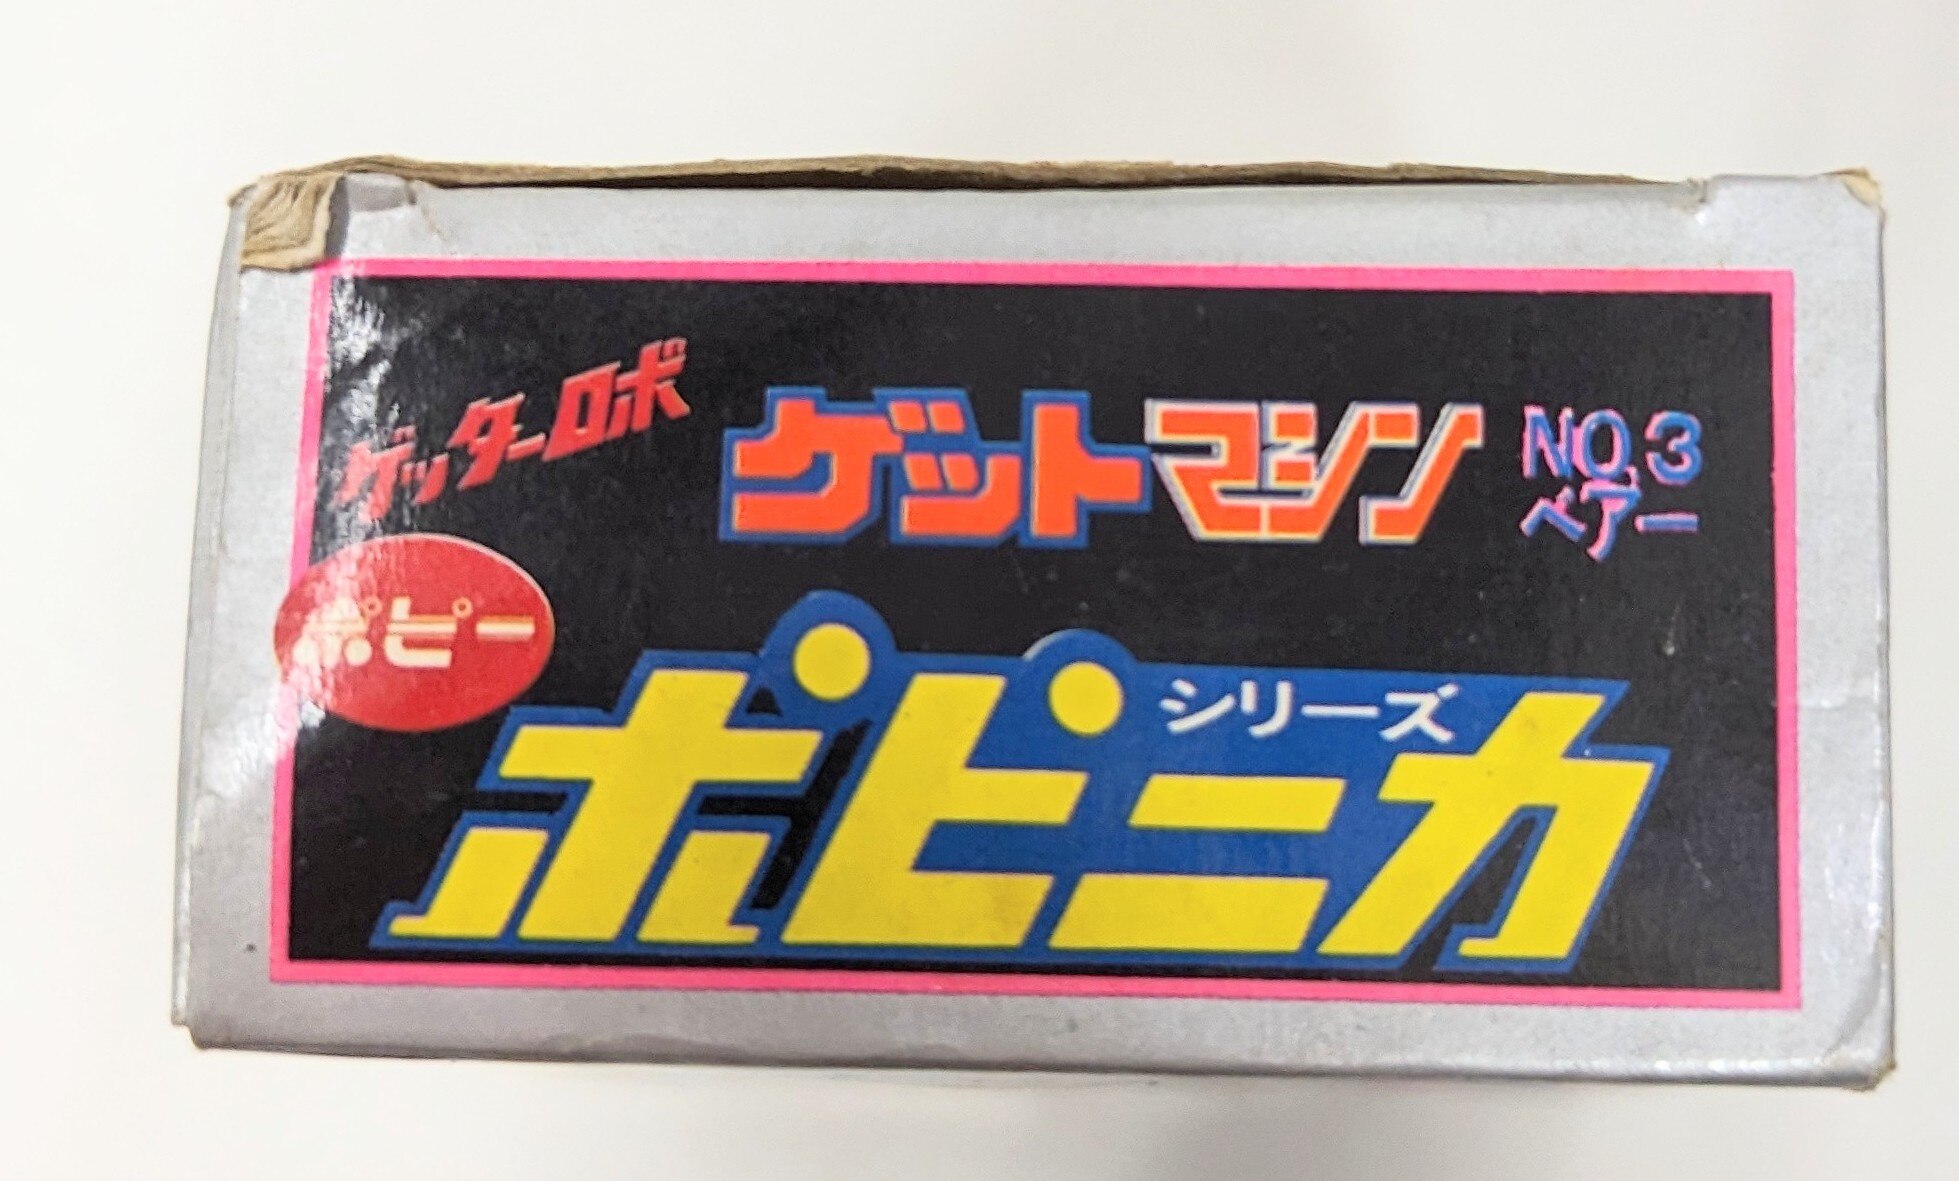 ゲッターロボ
ゲットマシン
NO.3
ベアー
ポピー
シリーズ
ポピニカ